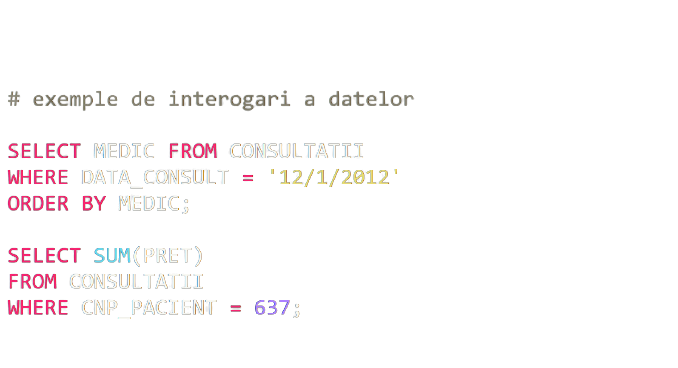 # exemple de interogari a datelor
SELECT MEDIC FROM CONSULTATII
WHERE DATA_CONSULT = '12/1/2012'
ORDER BY MEDIC;
SELECT SUM(PRET)
FROM CONSULTATII
WHERE CNP_PACIENT = 637;